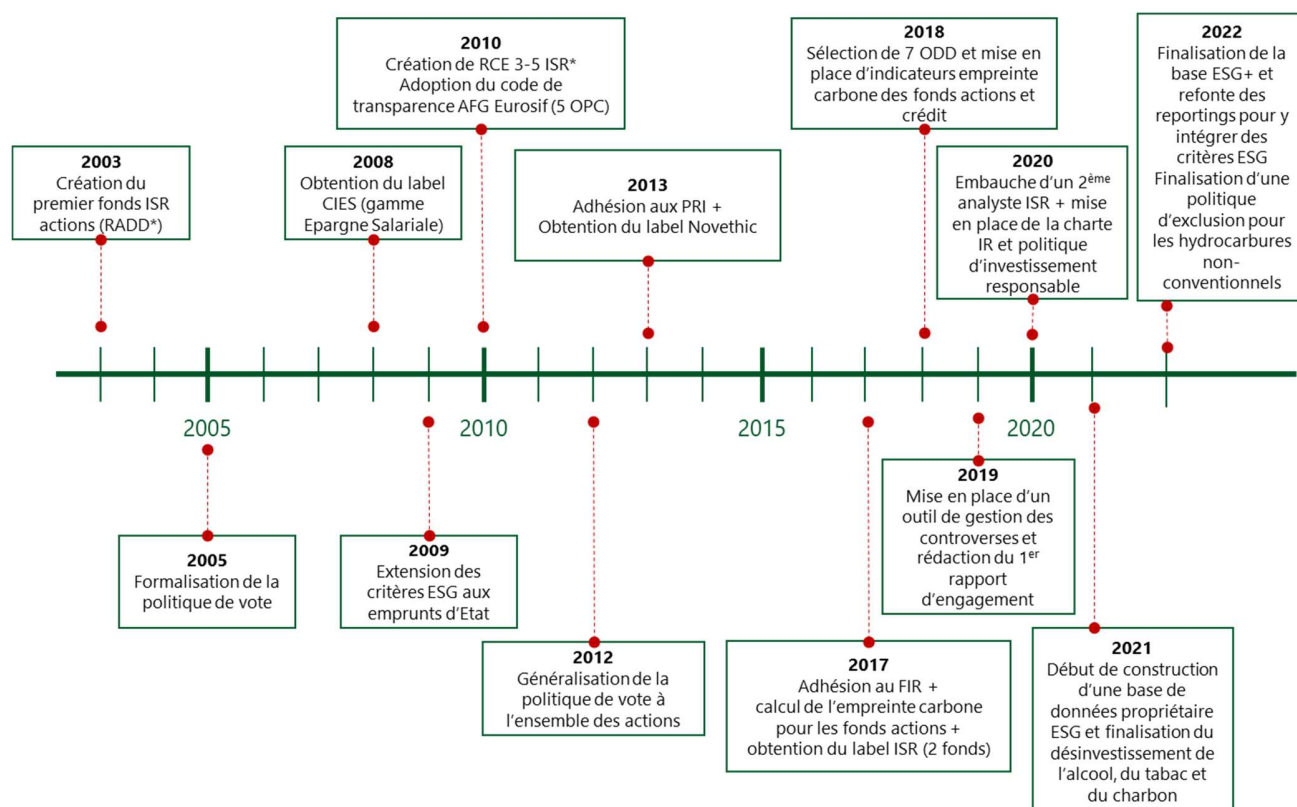 2003
Création du
premier fonds ISR
actions (RADD*)
2008
Obtention du label
CIES (gamme
Epargne Salariale)
2010
Création de RCE 3-5 ISR*
Adoption du code de
transparence AFG Eurosif (5 OPC)
2013
Adhésion aux PRI +
Obtention du label Novethic
2018
Sélection de 7 ODD et mise en
place d'indicateurs empreinte
carbone des fonds actions et
crédit
2020
Embauche d'un 2ème
analyste ISR + mise
en place de la charte
IR et politique
d'investissement
responsable
2022
Finalisation de la
base ESG+ et
refonte des
reportings pour y
intégrer des
critères ESG
Finalisation d'une
politique
d'exclusion pour
les hydrocarbures
non-
conventionnels
2005
2010
2015
2020
2005
Formalisation de la
politique de vote
2009
Extension des
critères ESG aux
emprunts d'Etat
2012
Généralisation de la
politique de vote à
l'ensemble des actions
2017
Adhésion au FIR +
calcul de l'empreinte carbone
pour les fonds actions +
obtention du label ISR (2 fonds)
2019
Mise en place d'un
outil de gestion des
controverses et
rédaction du 1er
rapport
d'engagement
2021
Début de construction
d'une base de
données propriétaire
ESG et finalisation du
désinvestissement de
l'alcool, du tabac et
du charbon